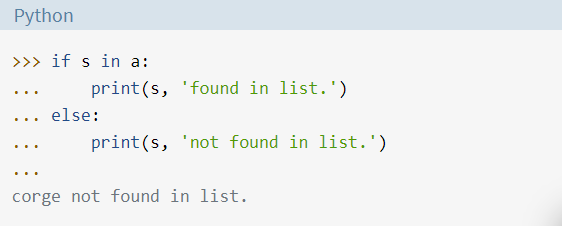 Python
>>> if s in a:
...     print(s, 'found in list.')
... else:
...     print(s, 'not found in list.')
...
corge not found in list.